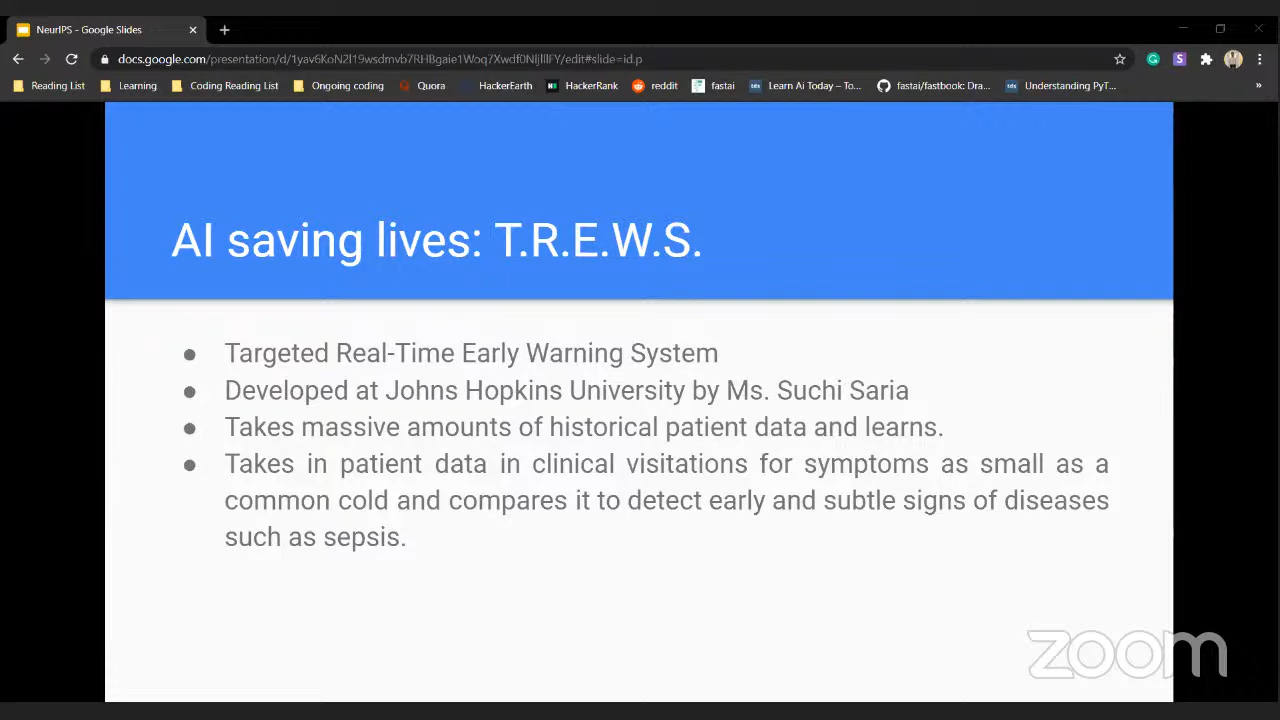 NeurIPS - Google Slides
docs.google.com/presentation/d/1yav6KoN2l19wsdmvb7RHBgaie1Woq7Xwdf0NljlllFY/edit#slide=id.p
Reading List Learning Coding Reading List Ongoing coding Quora HackerEarth HackerRank reddit fastai Learn Ai Today – To... fastai/fastbook: Dra... Understanding PyT...
AI saving lives: T.R.E.W.S.
● Targeted Real-Time Early Warning System
● Developed at Johns Hopkins University by Ms. Suchi Saria
● Takes massive amounts of historical patient data and learns.
● Takes in patient data in clinical visitations for symptoms as small as a
common cold and compares it to detect early and subtle signs of diseases
such as sepsis.
zoom